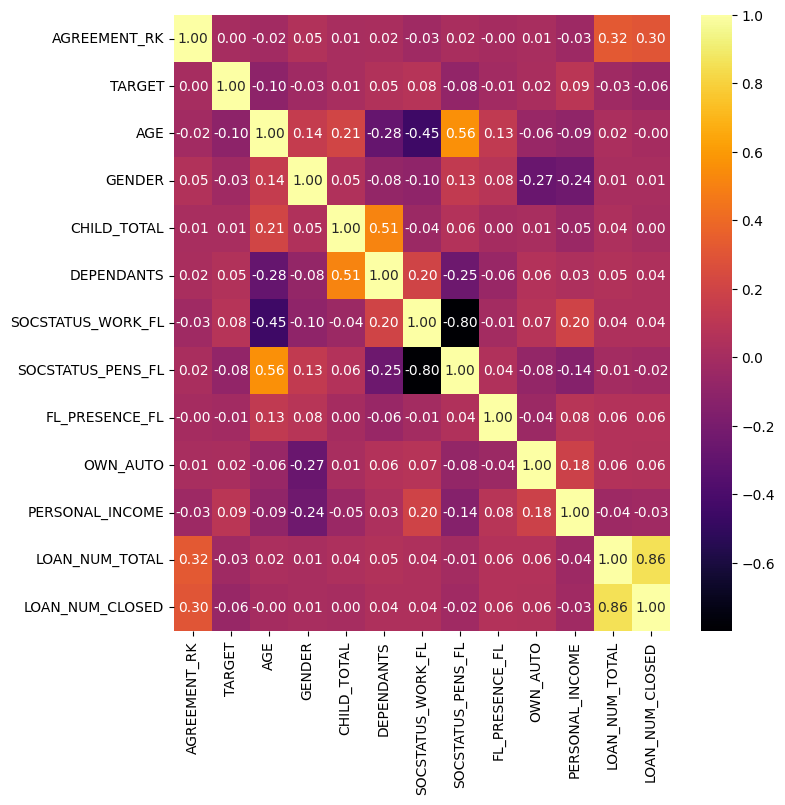 AGREEMENT_RK 1.00 0.00 -0.02 0.05 0.01 0.02 -0.03 0.02 -0.00 0.01 -0.03 0.32 0.30
TARGET 0.00 1.00 -0.10 -0.03 0.01 0.05 0.08 -0.08 -0.01 0.02 0.09 -0.03 -0.06
AGE -0.02 -0.10 1.00 0.14 0.21 -0.28 -0.45 0.56 0.13 -0.06 -0.09 0.02 -0.00
GENDER 0.05 -0.03 0.14 1.00 0.05 -0.08 -0.10 0.13 0.08 -0.27 -0.24 0.01 0.01
CHILD_TOTAL 0.01 0.01 0.21 0.05 1.00 0.51 -0.04 0.06 0.00 0.01 -0.05 0.04 0.00
DEPENDANTS 0.02 0.05 -0.28 -0.08 0.51 1.00 0.20 -0.25 -0.06 0.06 0.03 0.05 0.04
SOCSTATUS_WORK_FL -0.03 0.08 -0.45 -0.10 -0.04 0.20 1.00 -0.80 -0.01 0.07 0.20 0.04 0.04
SOCSTATUS_PENS_FL 0.02 -0.08 0.56 0.13 0.06 -0.25 -0.80 1.00 0.04 -0.08 -0.14 -0.01 -0.02
FL_PRESENCE_FL -0.00 -0.01 0.13 0.08 0.00 -0.06 -0.01 0.04 1.00 -0.04 0.08 0.06 0.06
OWN_AUTO 0.01 0.02 -0.06 -0.27 0.01 0.06 0.07 -0.08 -0.04 1.00 0.18 0.06 0.06
PERSONAL_INCOME -0.03 0.09 -0.09 -0.24 -0.05 0.03 0.20 -0.14 0.08 0.18 1.00 -0.04 -0.03
LOAN_NUM_TOTAL 0.32 -0.03 0.02 0.01 0.04 0.05 0.04 -0.01 0.06 0.06 -0.04 1.00 0.86
LOAN_NUM_CLOSED 0.30 -0.06 -0.00 0.01 0.00 0.04 0.04 -0.02 0.06 0.06 -0.03 0.86 1.00
AGREEMENT_RK
TARGET
AGE
GENDER
CHILD_TOTAL
DEPENDANTS
SOCSTATUS_WORK_FL
SOCSTATUS_PENS_FL
FL_PRESENCE_FL
OWN_AUTO
PERSONAL_INCOME
LOAN_NUM_TOTAL
LOAN_NUM_CLOSED
1.0
0.8
0.6
0.4
0.2
0.0
-0.2
-0.4
-0.6